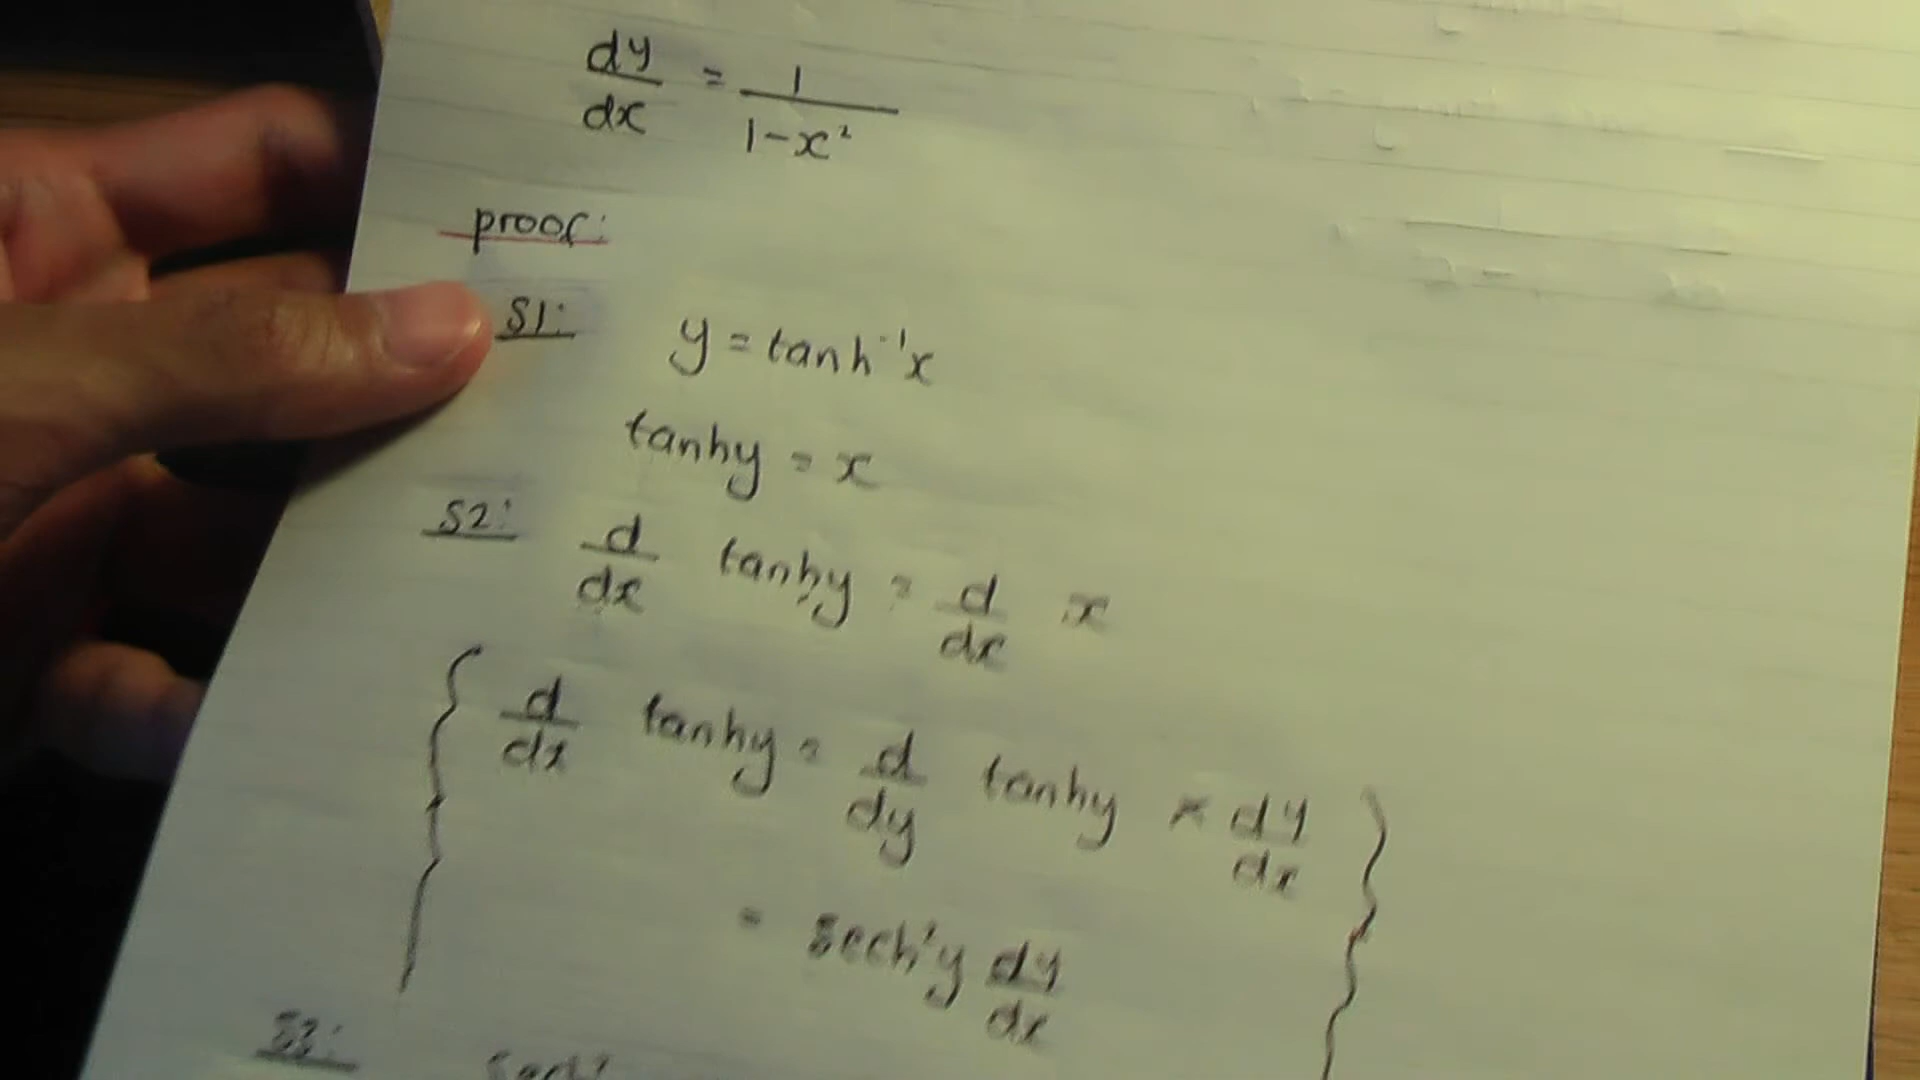 dy/dx = 1/(1-x²)
proof:
S1: y = tanh⁻¹x
tanhy = x
S2: d/dx tanhy = d/dx x
{ d/dx tanhy = d/dy tanhy × dy/dx }
= sech²y dy/dx
S3: sech²